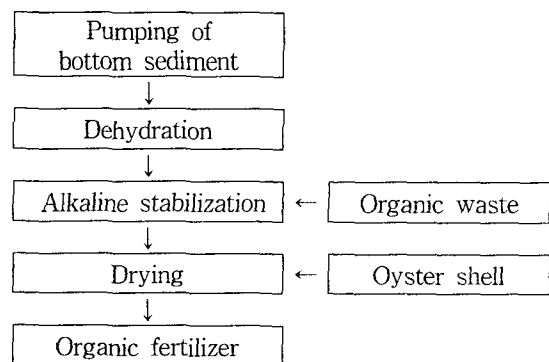 Pumping of
bottom sediment
↓
Dehydration
↓
Alkaline stabilization ← Organic waste
↓
Drying ← Oyster shell
↓
Organic fertilizer